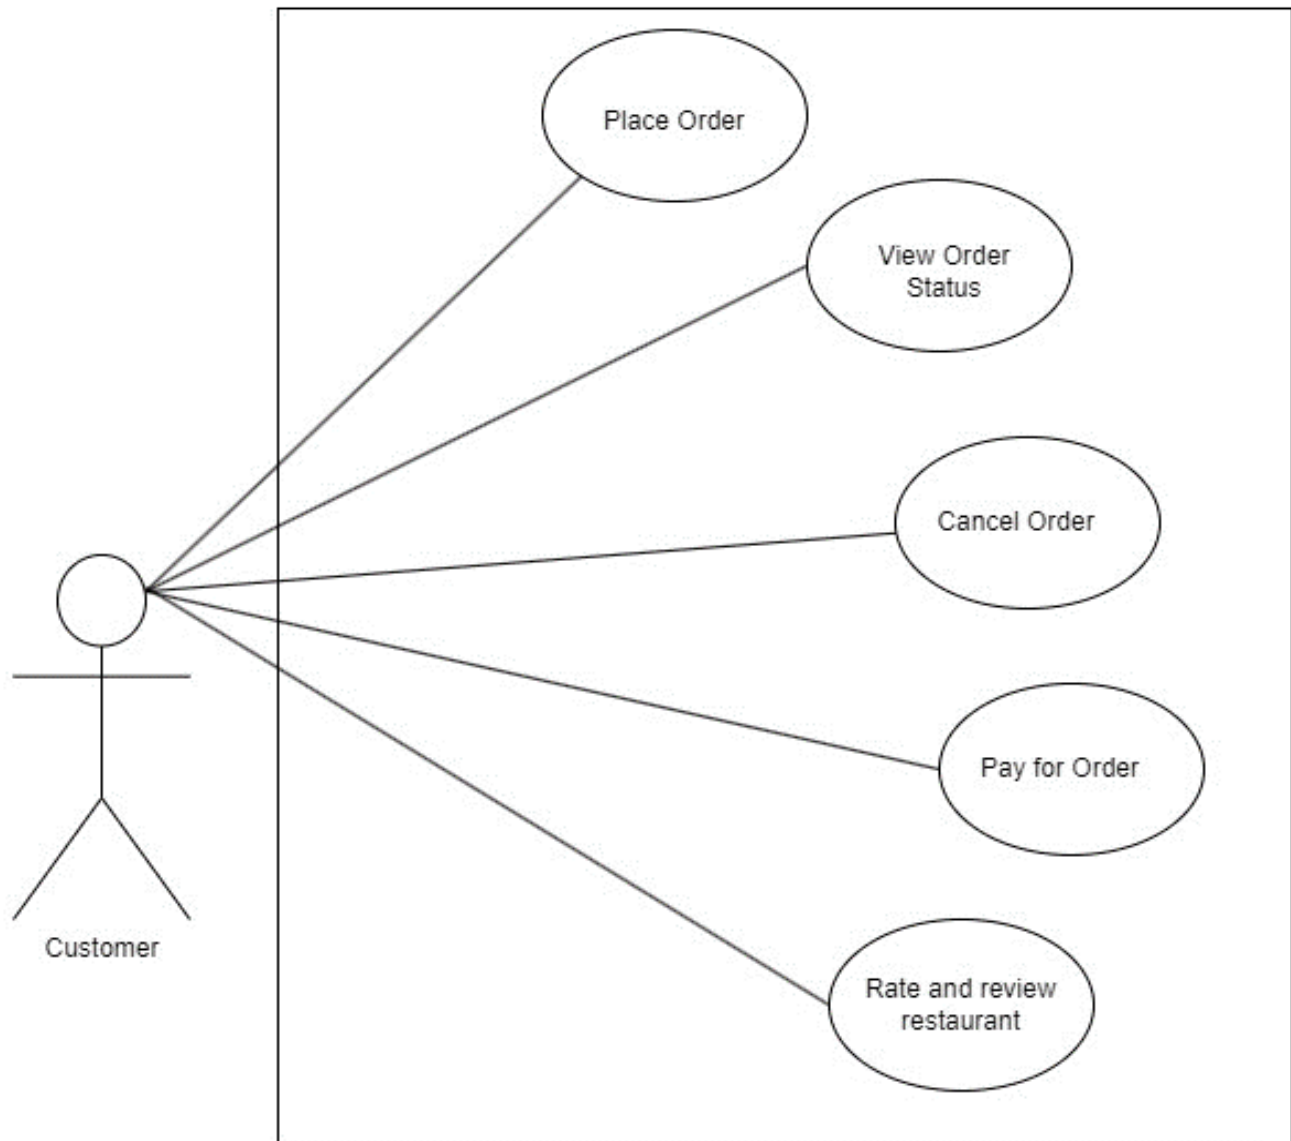 Place Order
View Order
Status
Cancel Order
Pay for Order
Customer
Rate and review
restaurant